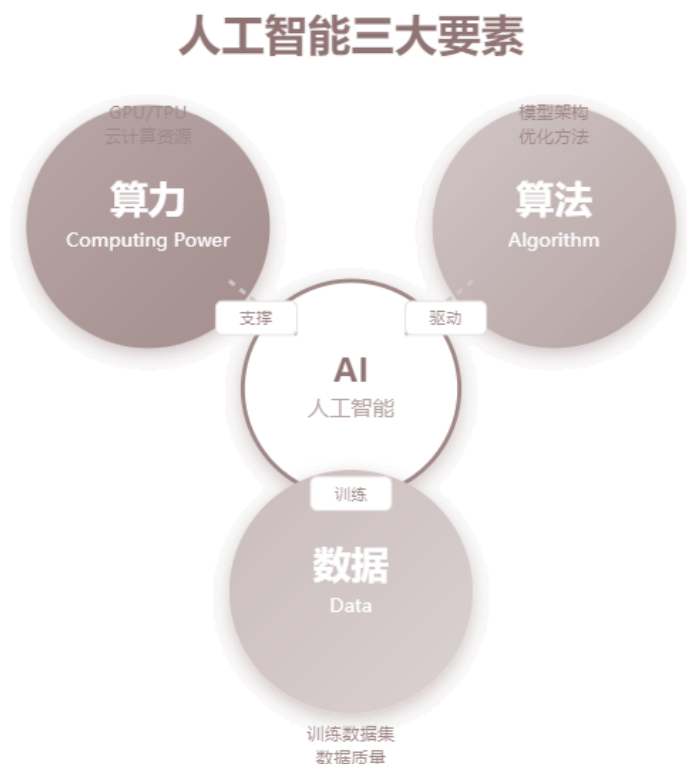 人工智能三大要素
GPU/TPU
云计算资源
算力
Computing Power
模型架构
优化方法
算法
Algorithm
支撑
驱动
AI
人工智能
训练
数据
Data
训练数据集
数据质量